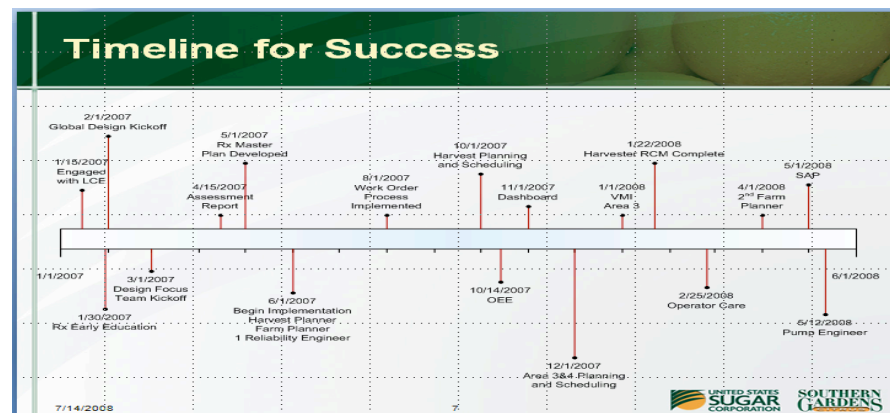 Timeline for Success
2/1/2007
Global Design Kickoff
1/15/2007
Engaged
with LCE
5/1/2007
Rx Master
Plan Developed
4/15/2007
Assessment
Report
8/1/2007
Work Order
Process
Implemented
10/1/2007
Harvest Planning
and Scheduling
11/1/2007
Dashboard
1/22/2008
Harvester RCM Complete
1/1/2008
VMI
Area 3
4/1/2008
2nd Farm
Planner
5/1/2008
SAP
1/1/2007
6/1/2008
3/1/2007
Design Focus
Team Kickoff
1/30/2007
Rx Early Education
6/1/2007
Begin Implementation
Harvest Planner
Farm Planner
1 Reliability Engineer
10/14/2007
OEE
12/1/2007
Area 3&4 Planning
and Scheduling
2/25/2008
Operator Care
5/12/2008
Pump Engineer
7/14/2008
7
UNITED STATES
SUGAR
CORPORATION
SOUTHERN
GARDENS